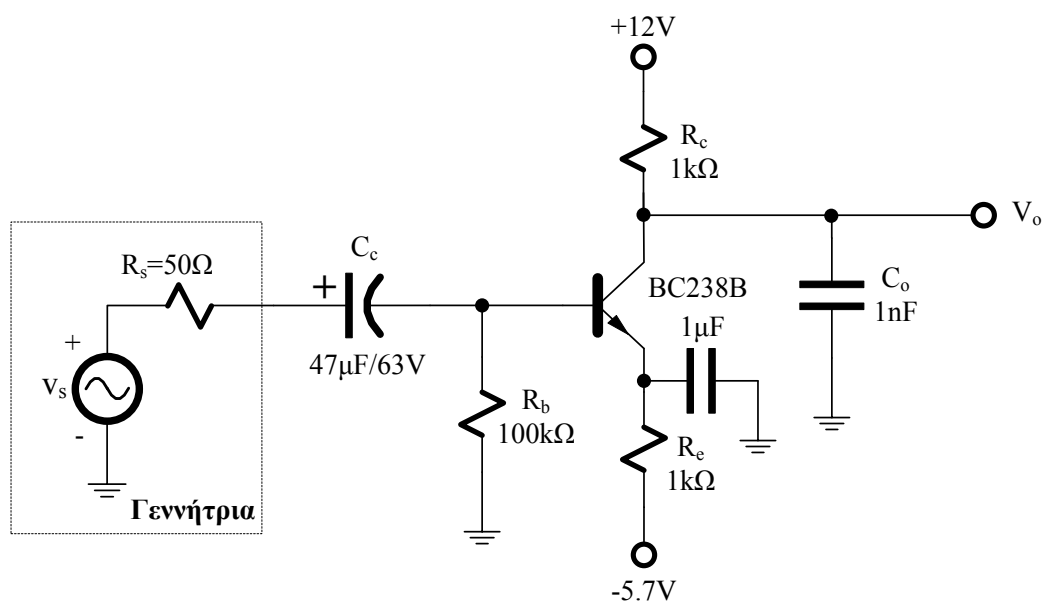 +12V
R_c
1kΩ
V_o
C_c
R_s=50Ω
+
BC238B
C_o
1nF
1μF
+
v_s
-
47μF/63V
R_b
100kΩ
R_e
1kΩ
Γεννήτρια
-5.7V